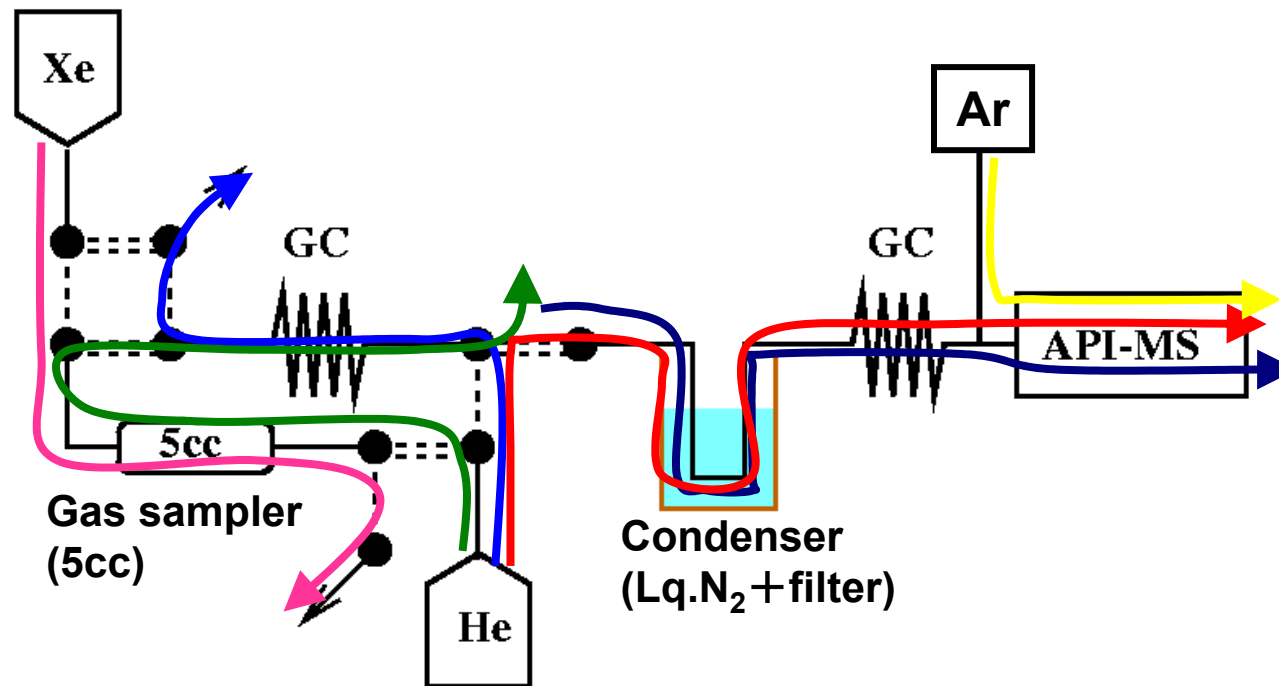 Xe
Ar
GC
GC
API-MS
5cc
Gas sampler
(5cc)
Condenser
(Lq.N₂＋filter)
He